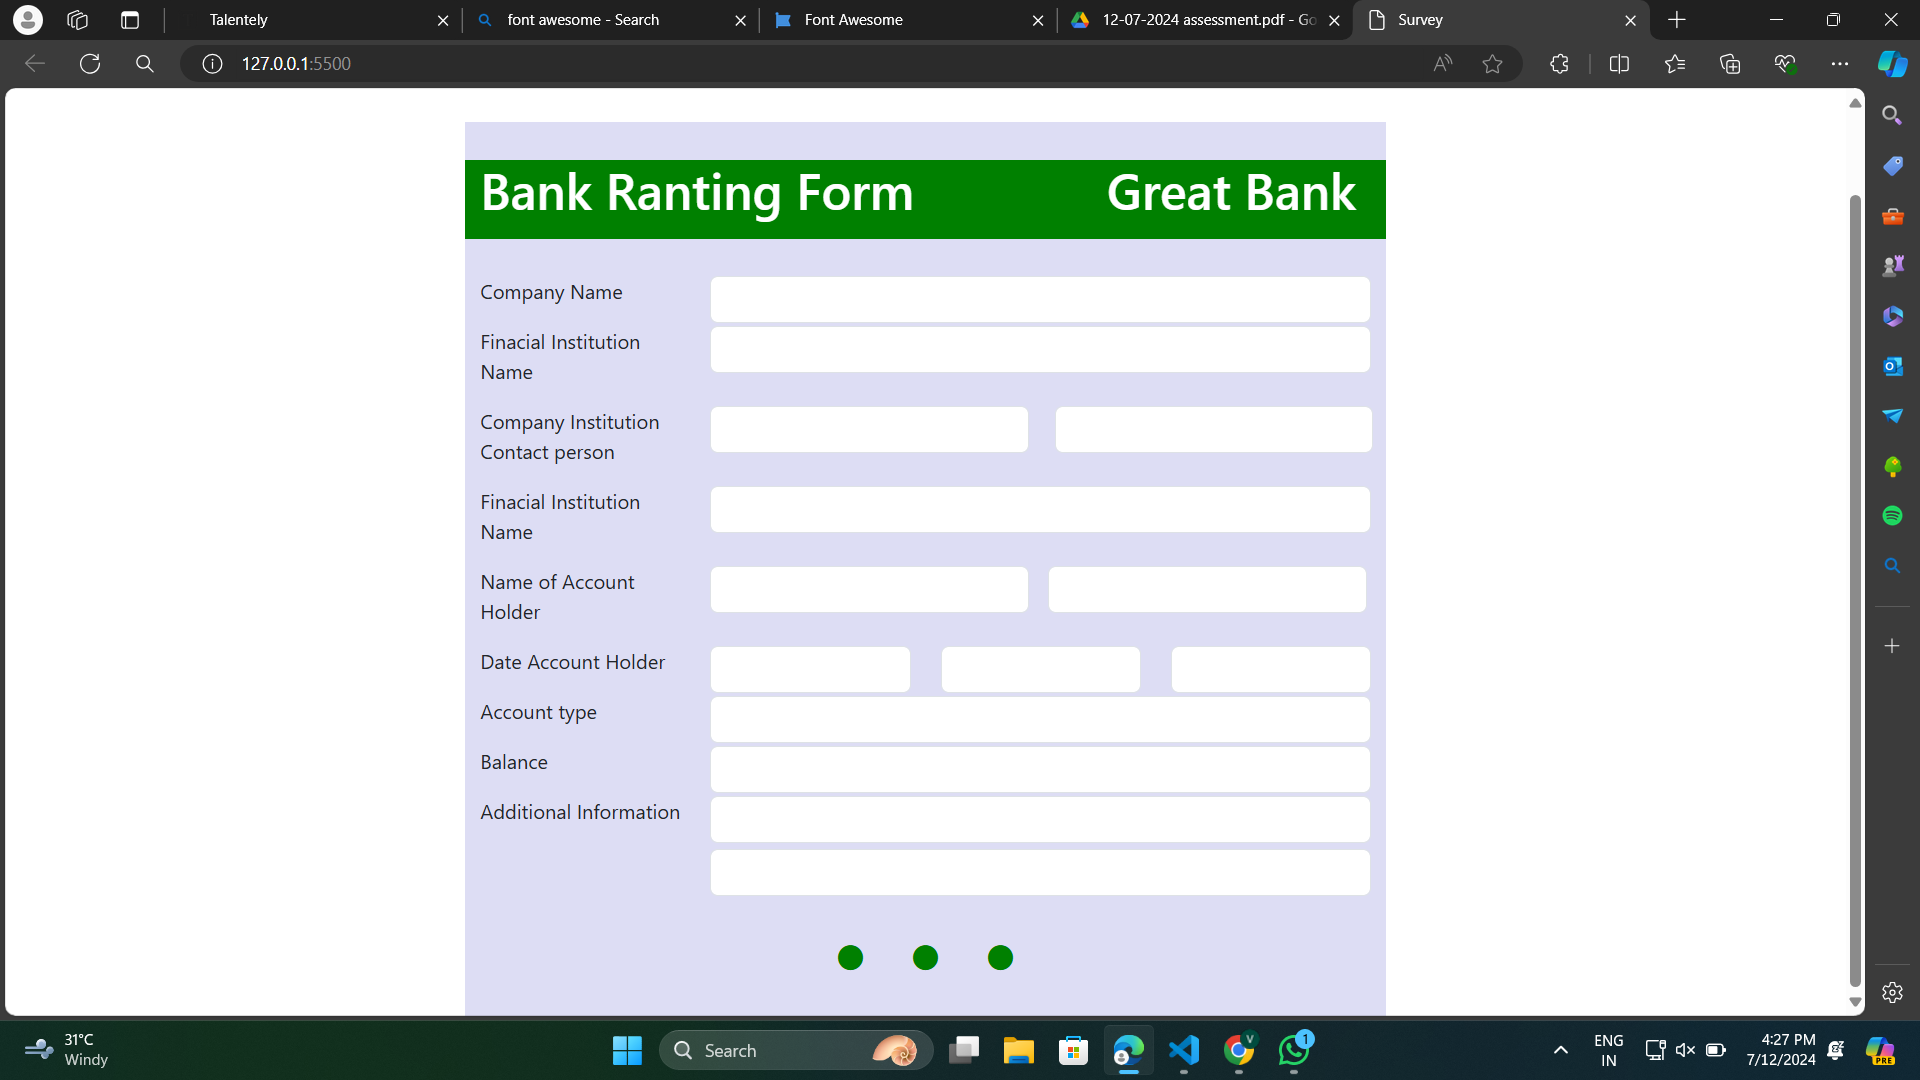 Talentely
font awesome - Search
Font Awesome
12-07-2024 assessment.pdf - Go
Survey
127.0.0.1:5500
Bank Ranting Form
Great Bank
Company Name
Finacial Institution
Name
Company Institution
Contact person
Finacial Institution
Name
Name of Account
Holder
Date Account Holder
Account type
Balance
Additional Information
31°C
Windy
Search
V
1
ENG
IN
4:27 PM
7/12/2024
PRE